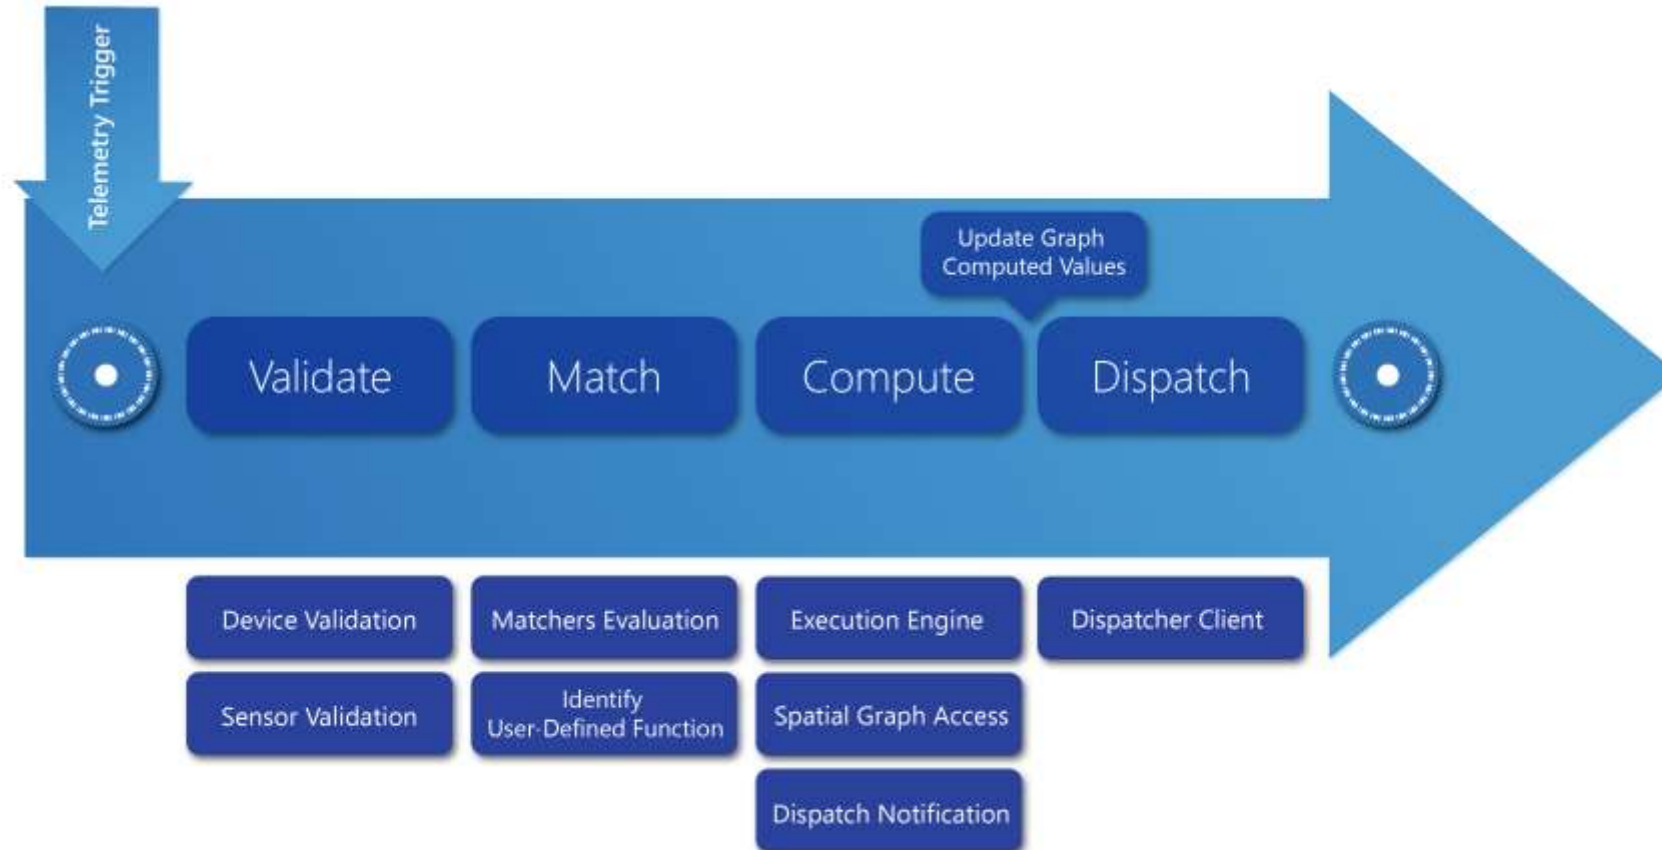 Telemetry Trigger
Update Graph
Computed Values
Validate
Match
Compute
Dispatch
Device Validation
Matchers Evaluation
Execution Engine
Dispatcher Client
Sensor Validation
Identify
User-Defined Function
Spatial Graph Access
Dispatch Notification